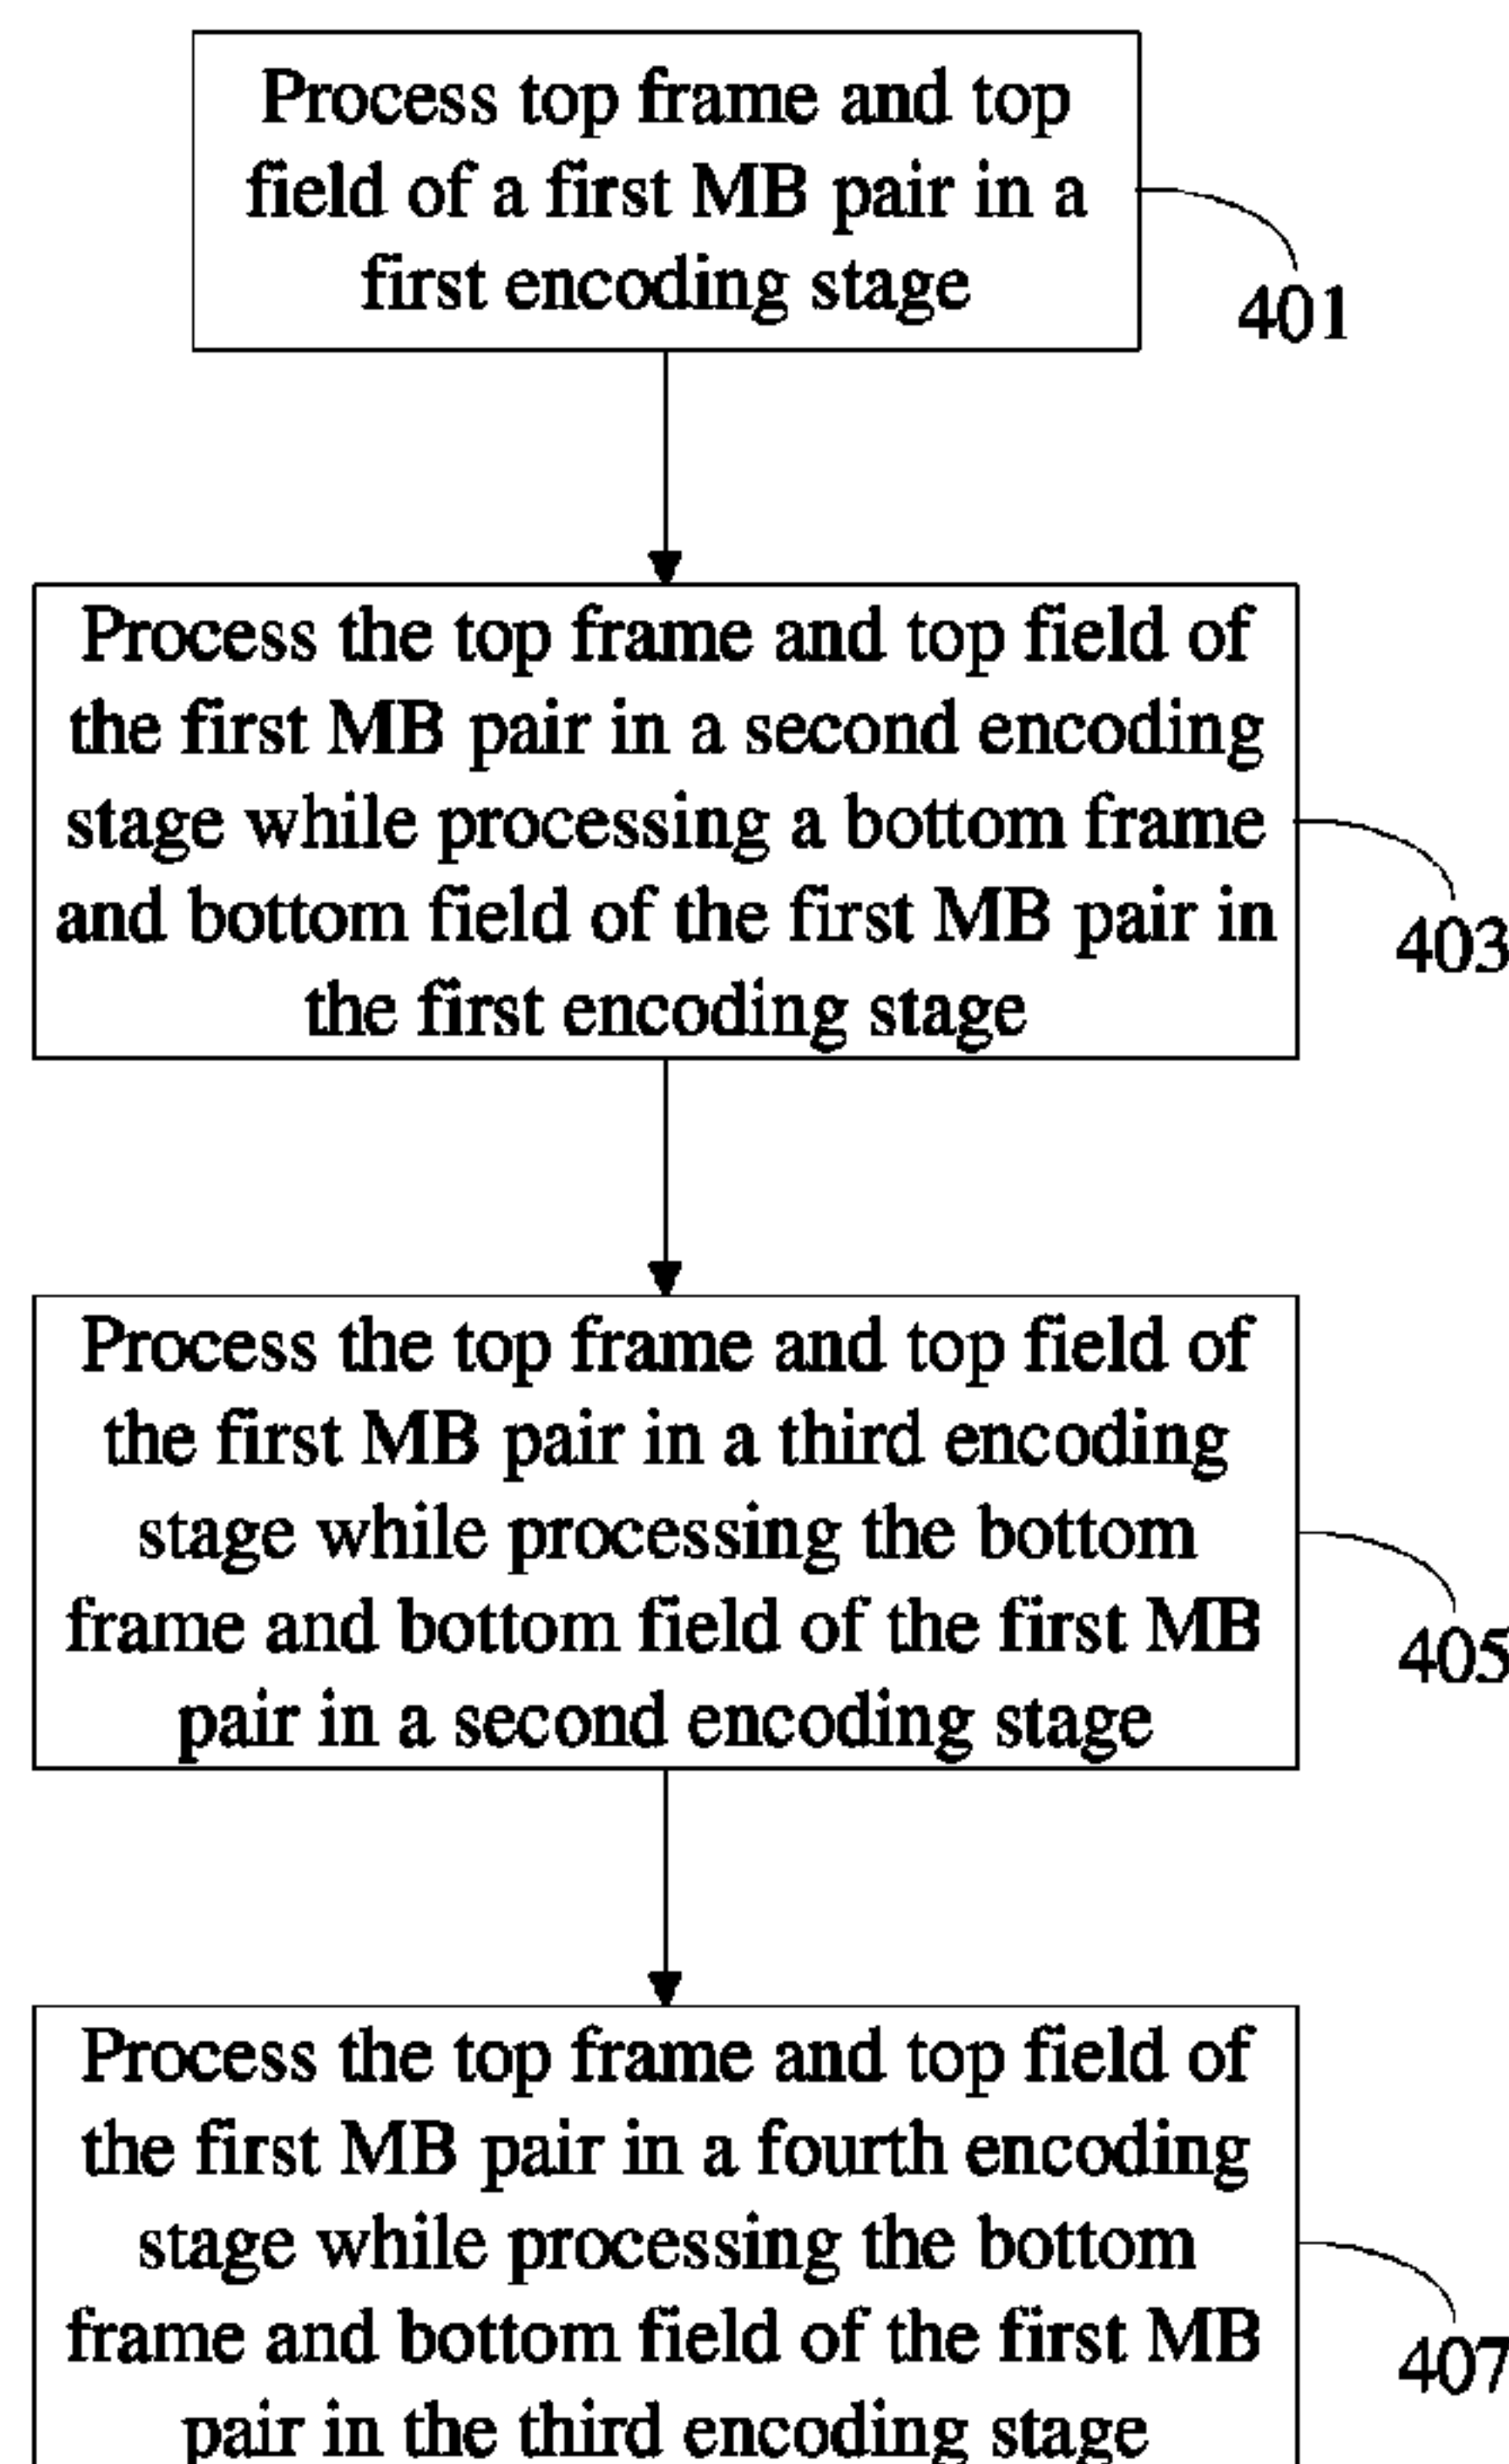 Process top frame and top
field of a first MB pair in a
first encoding stage
401
Process the top frame and top field of
the first MB pair in a second encoding
stage while processing a bottom frame
and bottom field of the first MB pair in
the first encoding stage
403
Process the top frame and top field of
the first MB pair in a third encoding
stage while processing the bottom
frame and bottom field of the first MB
pair in a second encoding stage
405
Process the top frame and top field of
the first MB pair in a fourth encoding
stage while processing the bottom
frame and bottom field of the first MB
pair in the third encoding stage
407